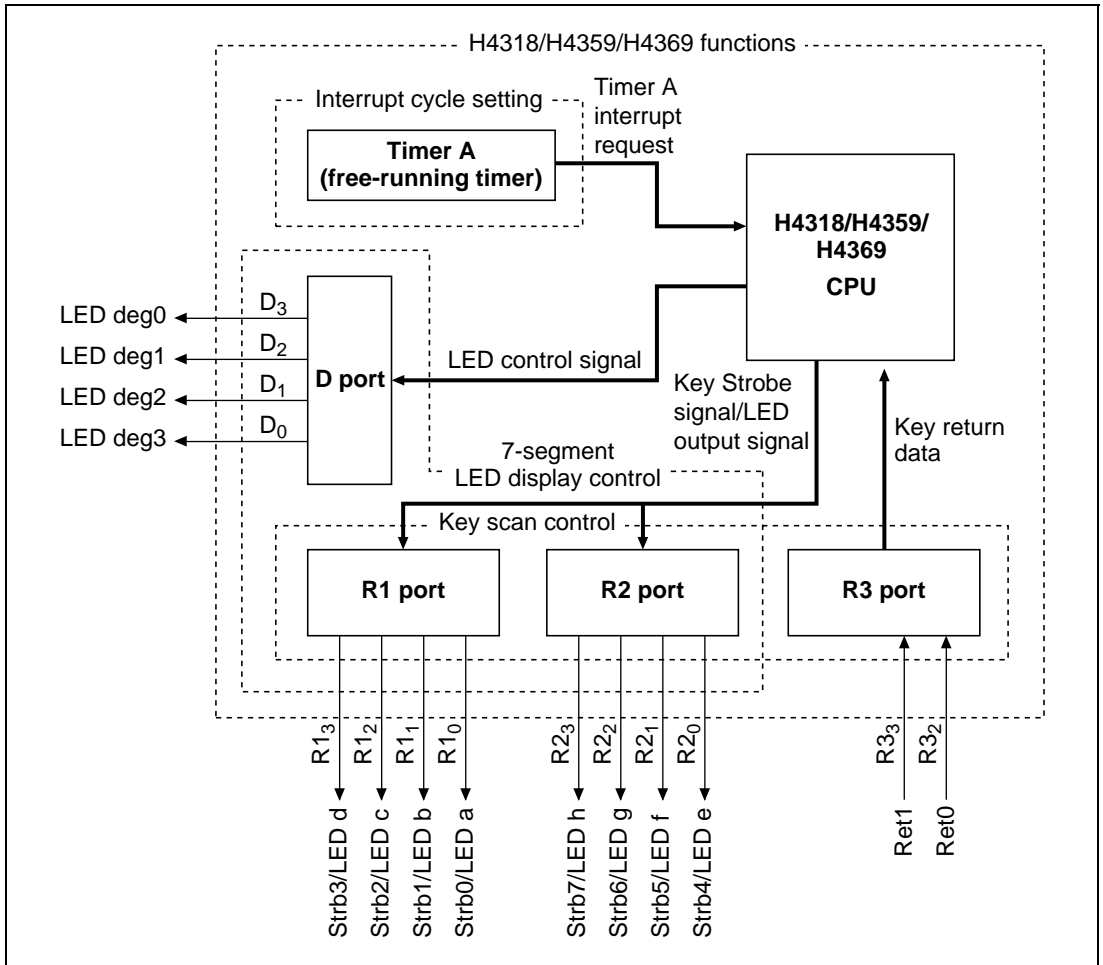 H4318/H4359/H4369 functions
Interrupt cycle setting
Timer A
(free-running timer)
Timer A
interrupt
request
H4318/H4359/
H4369
CPU
LED deg0
D3
LED deg1
D2
LED deg2
D1
LED deg3
D0
D port
LED control signal
Key Strobe
signal/LED
output signal
Key return
data
7-segment
LED display control
Key scan control
R1 port
R2 port
R3 port
R13
R12
R11
R10
R23
R22
R21
R20
R33
R32
Strb3/LED d
Strb2/LED c
Strb1/LED b
Strb0/LED a
Strb7/LED h
Strb6/LED g
Strb5/LED f
Strb4/LED e
Ret1
Ret0